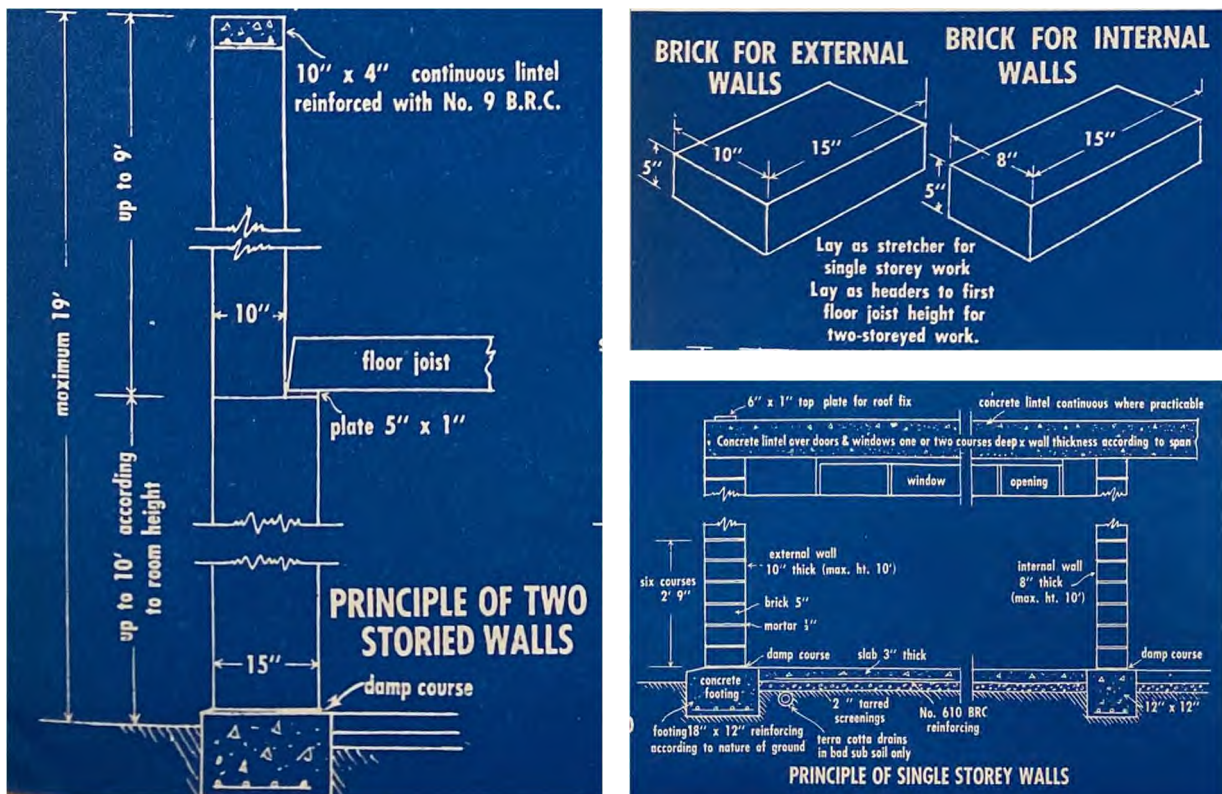 10" x 4" continuous lintel
reinforced with No. 9 B.R.C.
up to 9'
maximum 19'
10"
floor joist
plate 5" x 1"
up to 10' according
to room height
PRINCIPLE OF TWO
STORIED WALLS
15"
damp course
BRICK FOR EXTERNAL
WALLS
BRICK FOR INTERNAL
WALLS
5"
10"
15"
5"
8"
15"
Lay as stretcher for
single storey work
Lay as headers to first
floor joist height for
two-storeyed work.
6" x 1" top plate for roof fix
concrete lintel continuous where practicable
Concrete lintel over doors & windows one or two courses deep x wall thickness according to span
window
opening
six courses
2' 9"
external wall
10" thick (max. ht. 10')
brick 5"
mortar ½"
internal wall
8" thick
(max. ht. 10')
damp course
slab 3" thick
damp course
concrete
footing
2" tarred
screenings
No. 610 BRC
reinforcing
12" x 12"
footing 18" x 12" reinforcing
according to nature of ground
terra cotta drains
in bad sub soil only
PRINCIPLE OF SINGLE STOREY WALLS